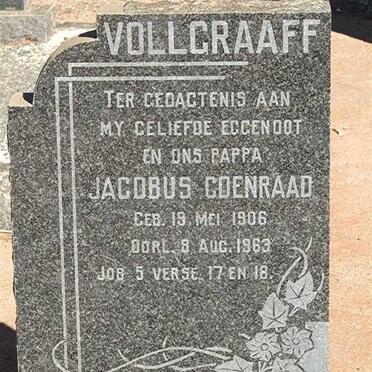 VOLLGRAAFF
TER GEDAGTENIS AAN
MY GELIEFDE EGGENOOT
EN ONS PAPPA
JACOBUS COENRAAD
GEB. 19 MEI 1906
OORL. 8 AUG. 1963
JOB 5 VERSE. 17 EN 18.